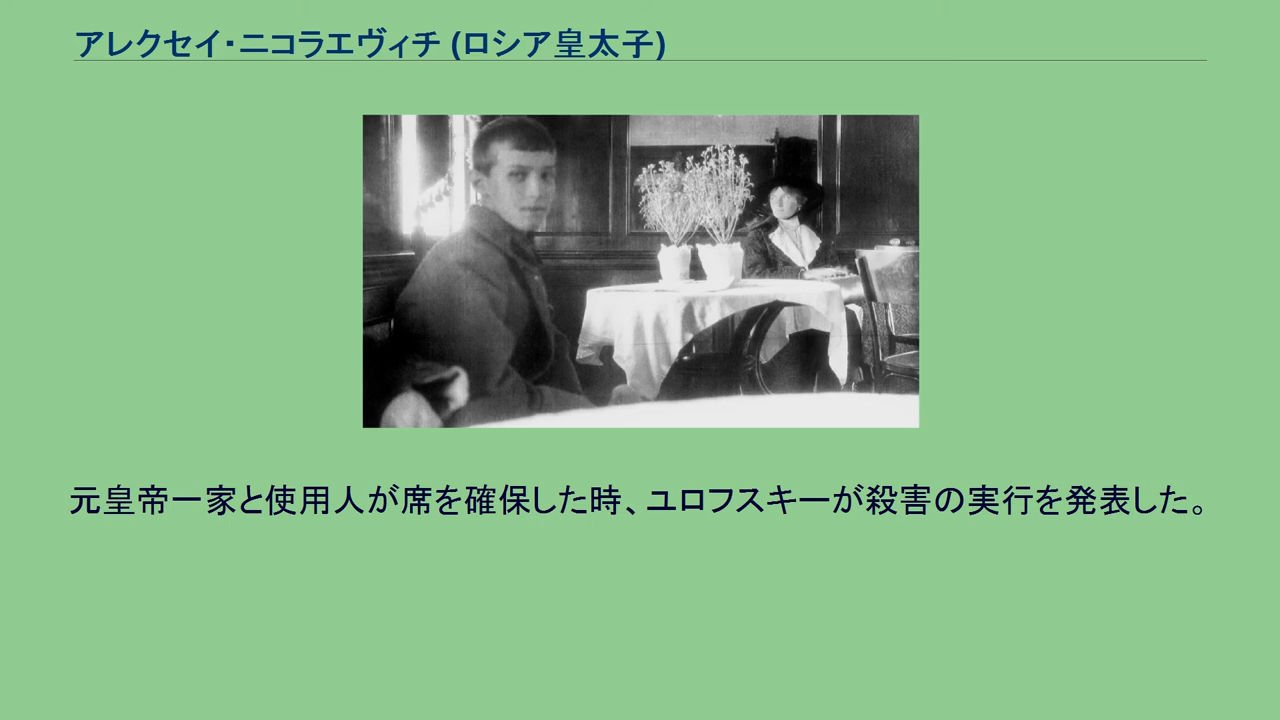 アレクセイ・ニコラエヴィチ (ロシア皇太子)
元皇帝一家と使用人が席を確保した時、ユロフスキーが殺害の実行を発表した。